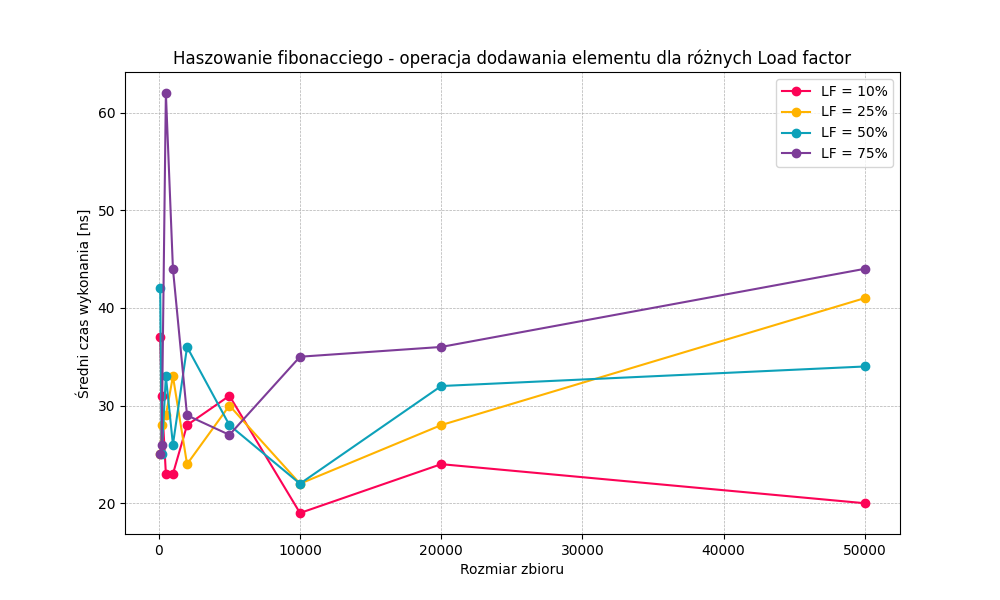 Haszowanie fibonacciego - operacja dodawania elementu dla różnych Load factor
LF = 10%
LF = 25%
LF = 50%
LF = 75%
Średni czas wykonania [ns]
60
50
40
30
20
0 10000 20000 30000 40000 50000
Rozmiar zbioru